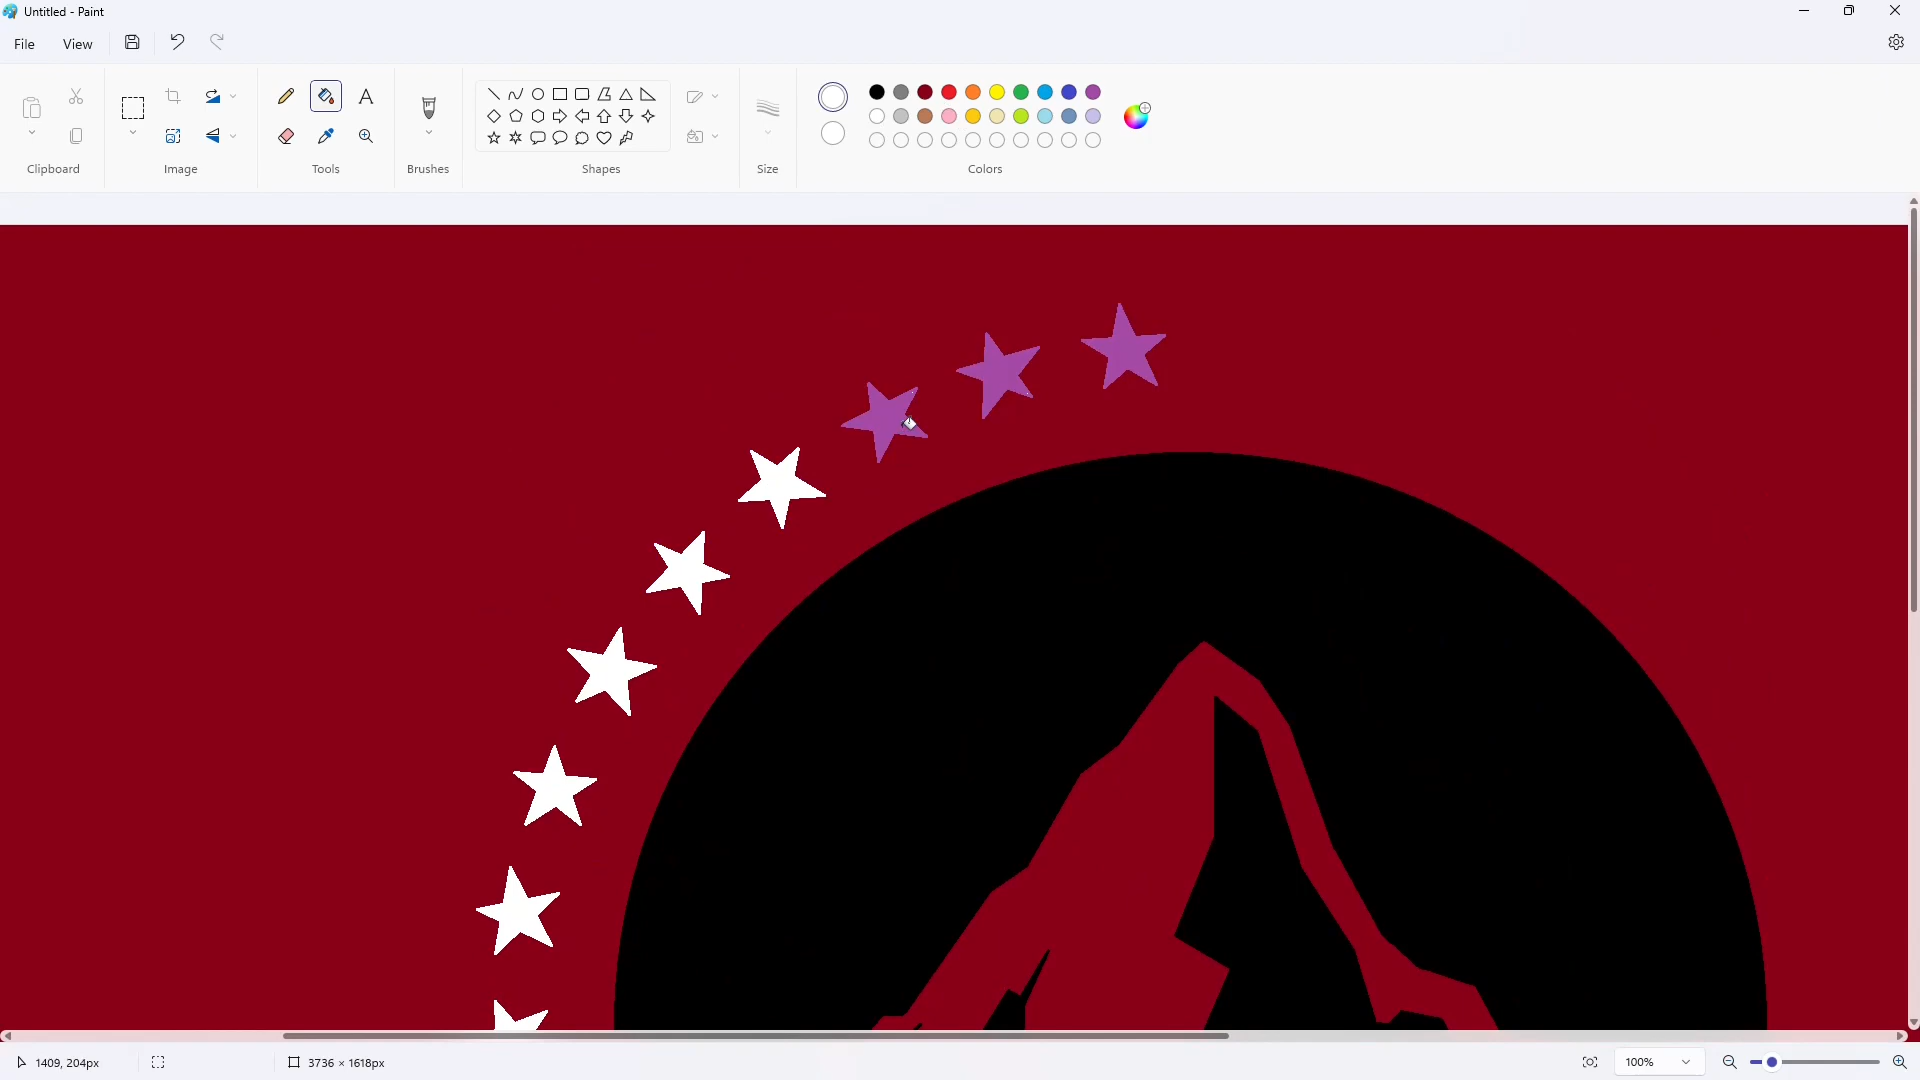 Untitled - Paint
File
View
Clipboard
Image
Tools
Brushes
Shapes
Size
Colors
1409, 204px
3736 × 1618px
100%